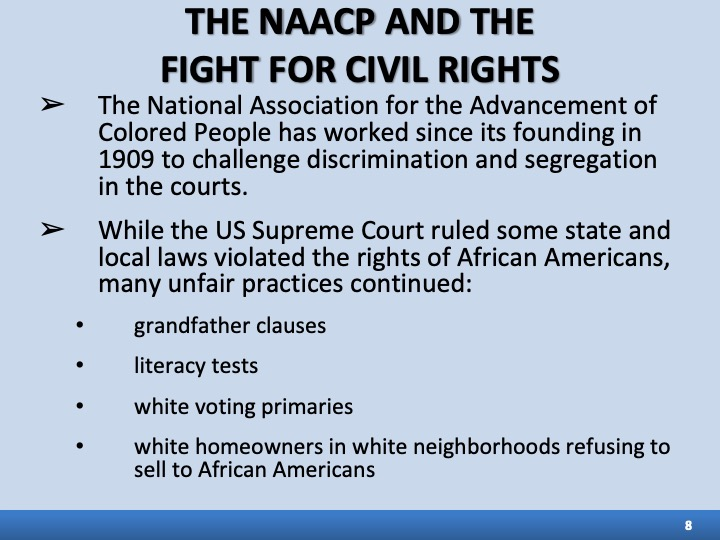 THE NAACP AND THE
FIGHT FOR CIVIL RIGHTS
➢ The National Association for the Advancement of
Colored People has worked since its founding in
1909 to challenge discrimination and segregation
in the courts.
➢ While the US Supreme Court ruled some state and
local laws violated the rights of African Americans,
many unfair practices continued:
• grandfather clauses
• literacy tests
• white voting primaries
• white homeowners in white neighborhoods refusing to
sell to African Americans
8